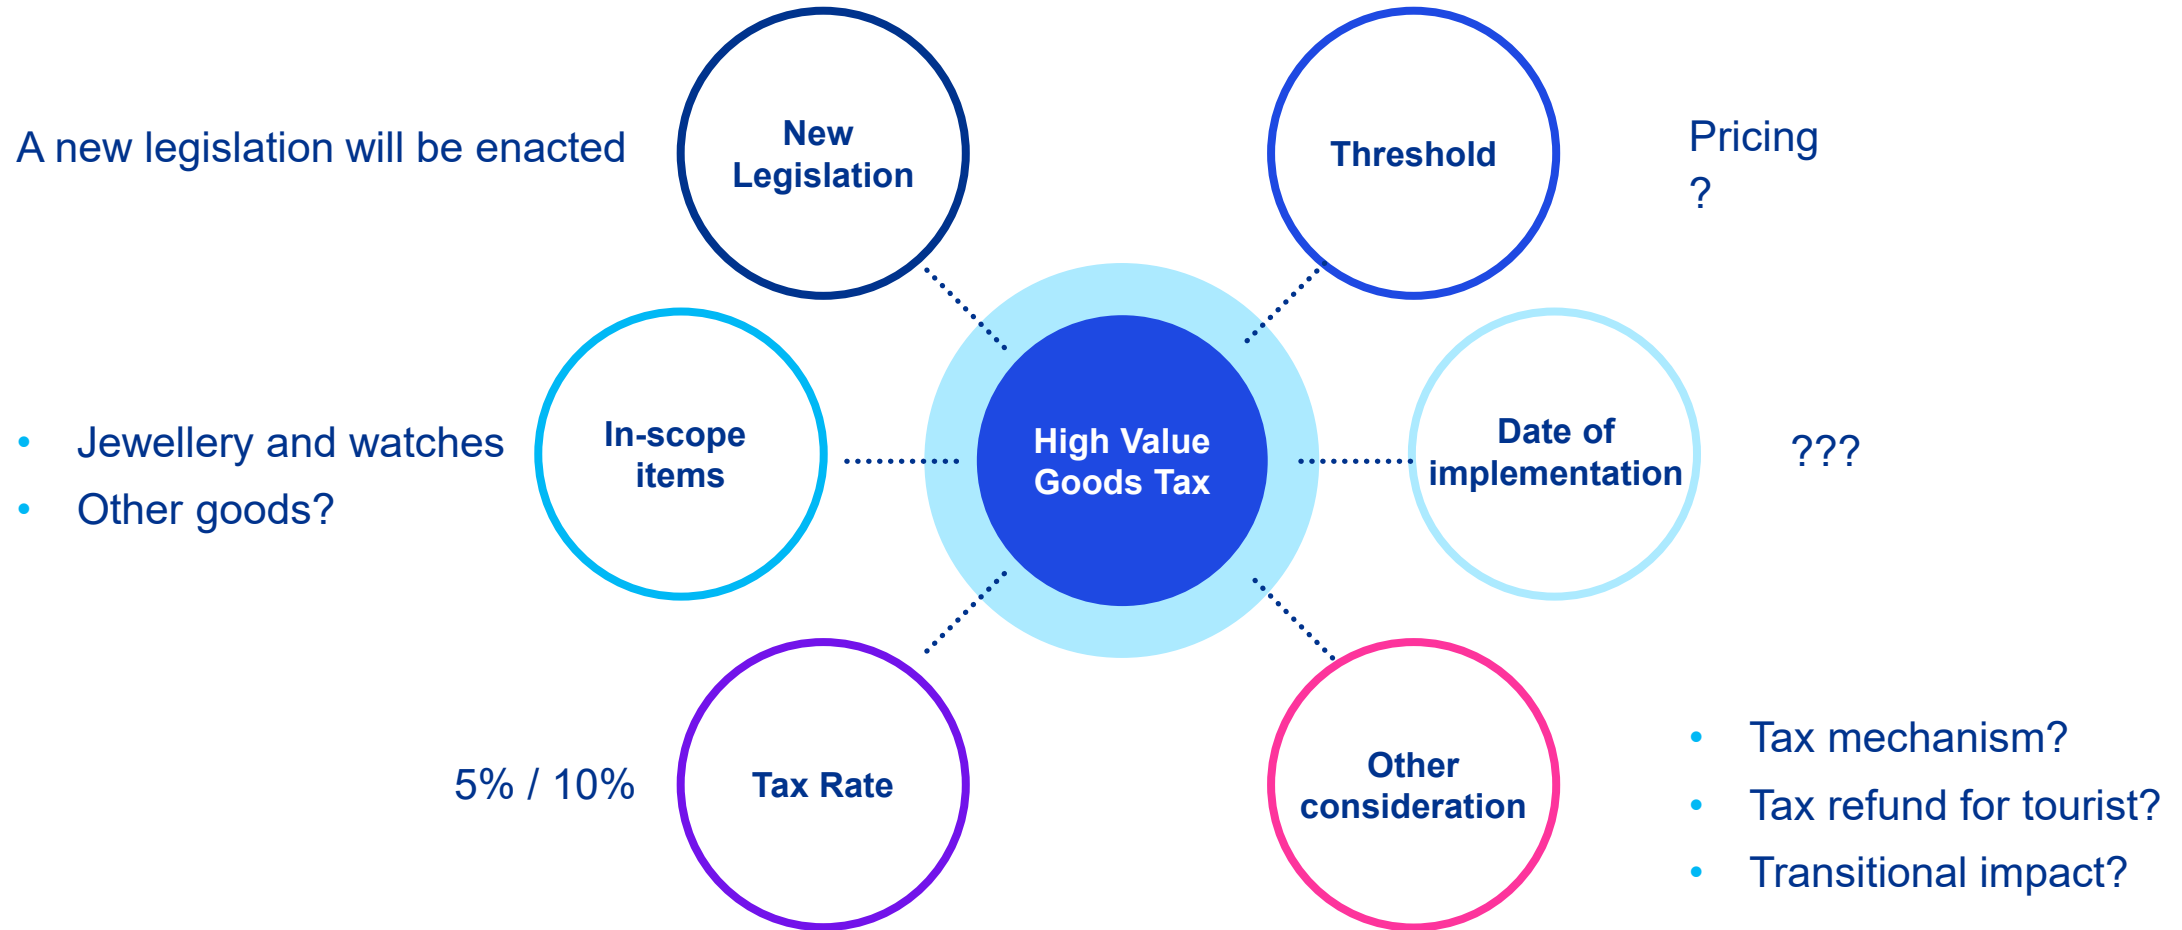 A new legislation will be enacted
New
Legislation
Threshold
Pricing
?
• Jewellery and watches
• Other goods?
In-scope
items
High Value
Goods Tax
Date of
implementation
???
5% / 10%
Tax Rate
Other
consideration
• Tax mechanism?
• Tax refund for tourist?
• Transitional impact?